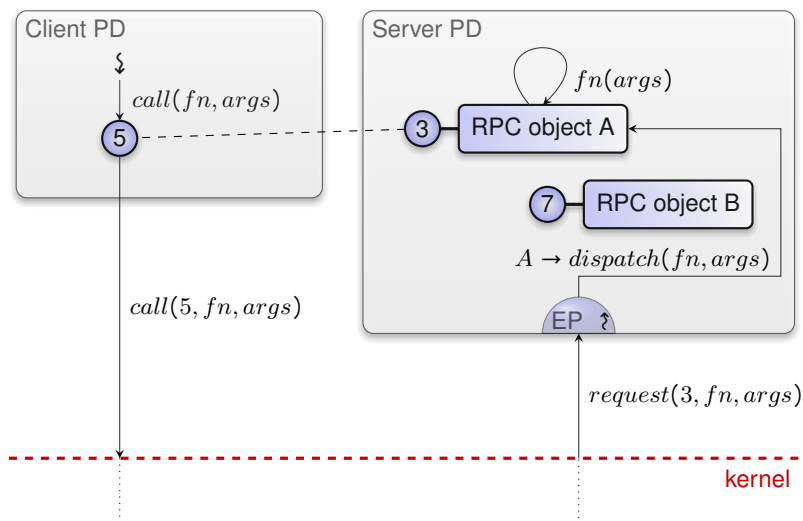 Client PD
Server PD
call(fn, args)
fn(args)
5
3
RPC object A
7
RPC object B
A → dispatch(fn, args)
call(5, fn, args)
EP
request(3, fn, args)
kernel